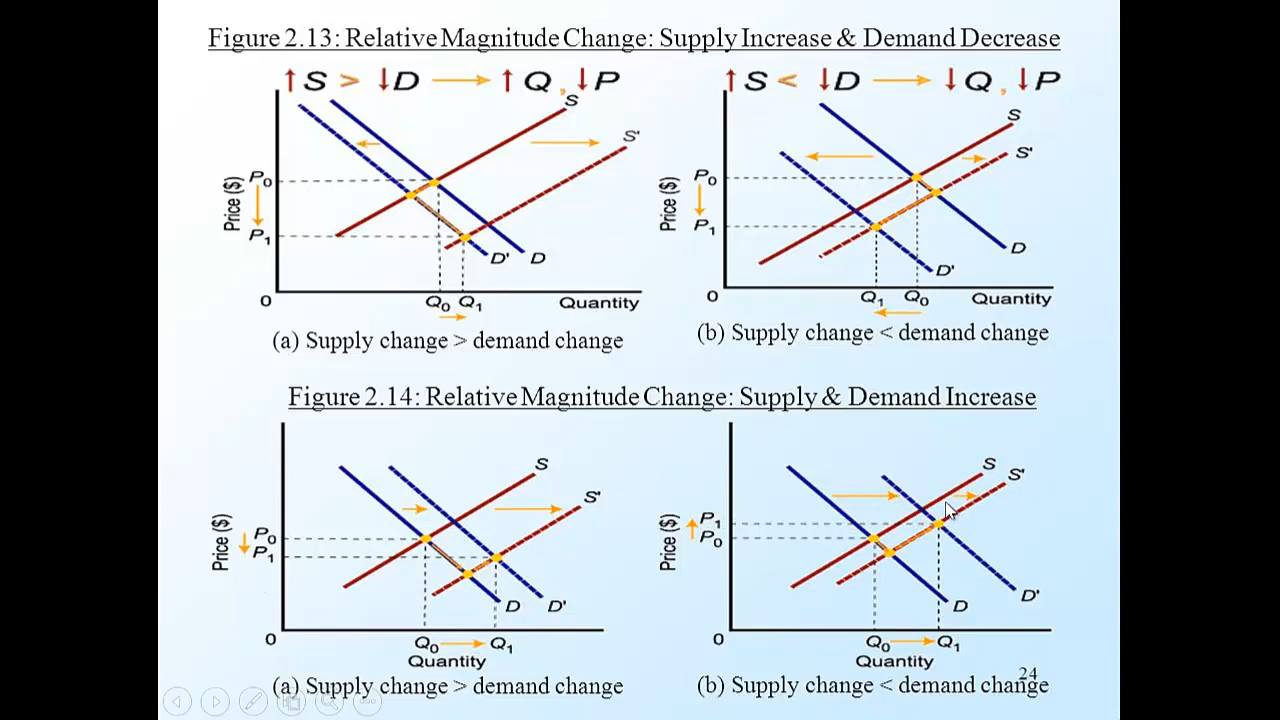 Figure 2.13: Relative Magnitude Change: Supply Increase & Demand Decrease
↑ S > ↓ D → ↑ Q , ↓ P
S
S'
Price ($)
P0
P1
D'
D
0
Q0 Q1
Quantity
(a) Supply change > demand change
↑ S < ↓ D → ↓ Q , ↓ P
S
S'
Price ($)
P0
P1
D
D'
0
Q1 Q0
Quantity
(b) Supply change < demand change
Figure 2.14: Relative Magnitude Change: Supply & Demand Increase
S
S'
Price ($)
P0
P1
D
D'
0
Q0 Q1
Quantity
(a) Supply change > demand change
S
S'
Price ($)
P1
P0
D'
D
0
Q0 Q1
Quantity
(b) Supply change < demand change
24